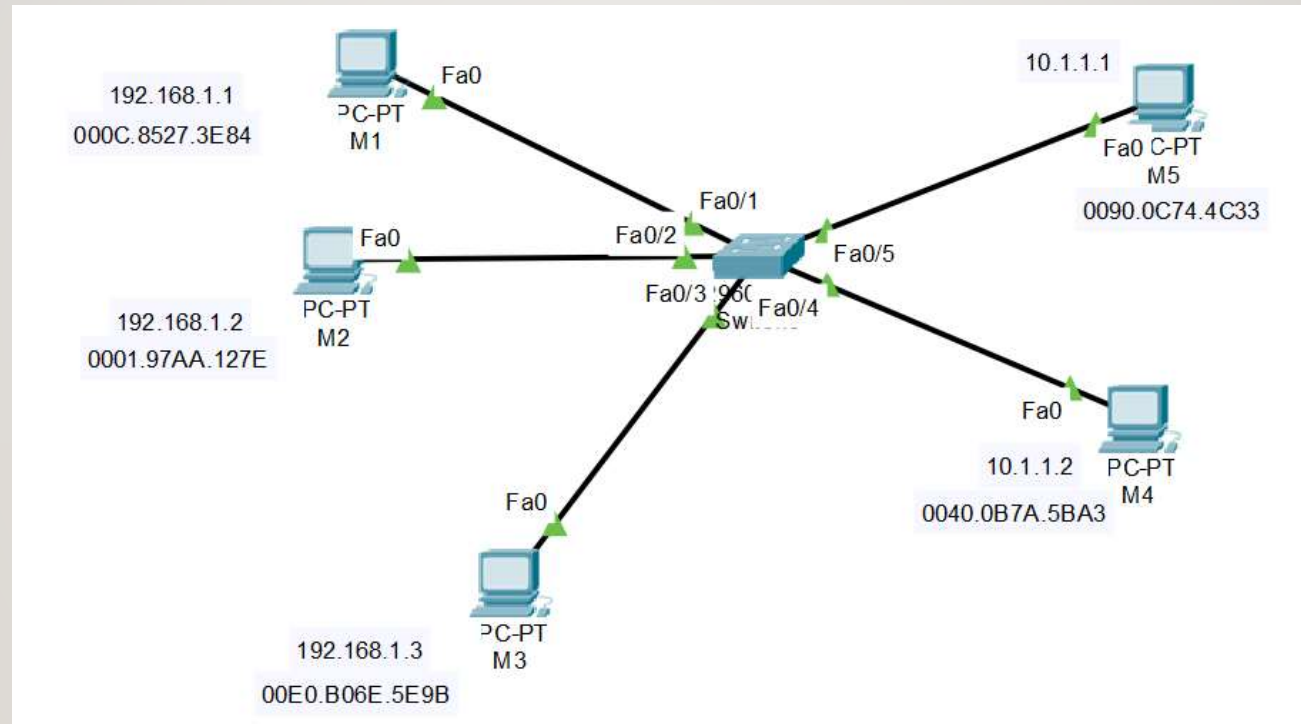 192.168.1.1
000C.8527.3E84
Fa0
M1
192.168.1.2
0001.97AA.127E
Fa0
PC-PT
M2
192.168.1.3
00E0.B06E.5E9B
Fa0
M3
Fa0/1
Fa0/2
Fa0/3
Fa0/4
Fa0/5
10.1.1.1
Fa0
M5
0090.0C74.4C33
Fa0
10.1.1.2
0040.0B7A.5BA3
PC-PT
M4